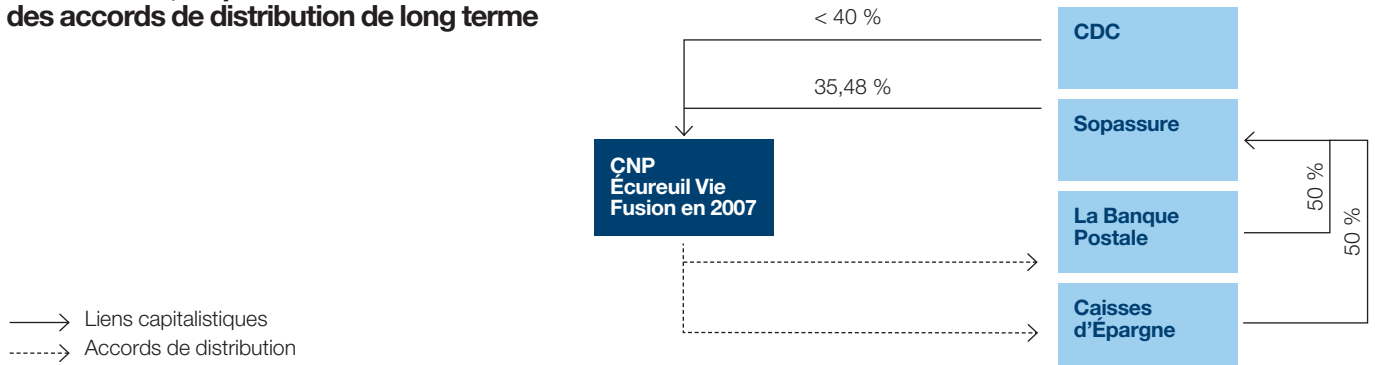 des accords de distribution de long terme
< 40 %
CDC
35,48 %
Sopassure
CNP
Écureuil Vie
Fusion en 2007
50 %
La Banque
Postale
50 %
Caisses
d'Épargne
Liens capitalistiques
Accords de distribution